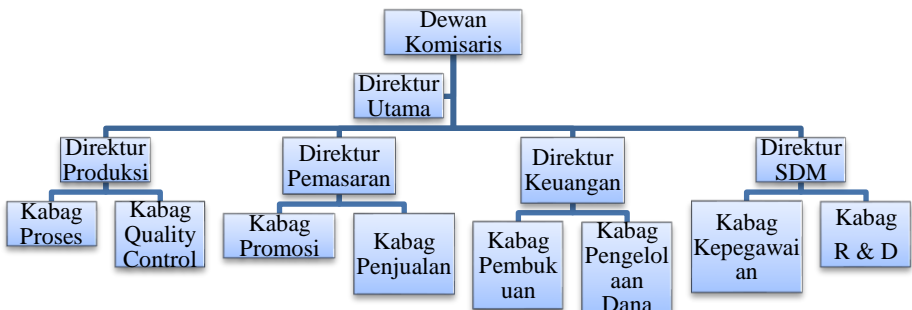 Dewan
Komisaris
Direktur
Utama
Direktur
Produksi
Direktur
Pemasaran
Direktur
Keuangan
Direktur
SDM
Kabag
Proses
Kabag
Quality
Control
Kabag
Promosi
Kabag
Penjualan
Kabag
Pembuk
uan
Kabag
Pengelol
aan
Dana
Kabag
Kepegawai
an
Kabag
R & D